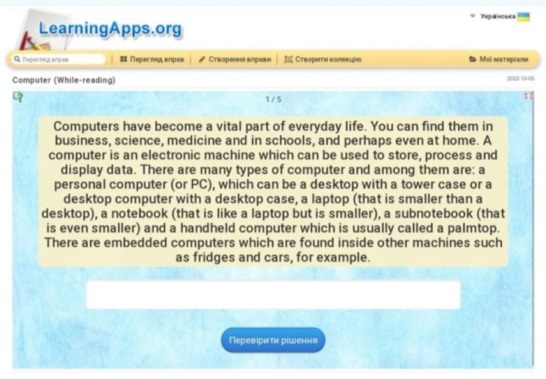 LearningApps.org
Українська
Перегляд вправ
Перегляд вправ
Створення вправи
Створити колекцію
Мої матеріали
Computer (While-reading)
2022-10-05
1 / 5
Computers have become a vital part of everyday life. You can find them in
business, science, medicine and in schools, and perhaps even at home. A
computer is an electronic machine which can be used to store, process and
display data. There are many types of computer and among them are: a
personal computer (or PC), which can be a desktop with a tower case or a
desktop computer with a desktop case, a laptop (that is smaller than a
desktop), a notebook (that is like a laptop but is smaller), a subnotebook (that
is even smaller) and a handheld computer which is usually called a palmtop.
There are embedded computers which are found inside other machines such
as fridges and cars, for example.
Перевірити рішення